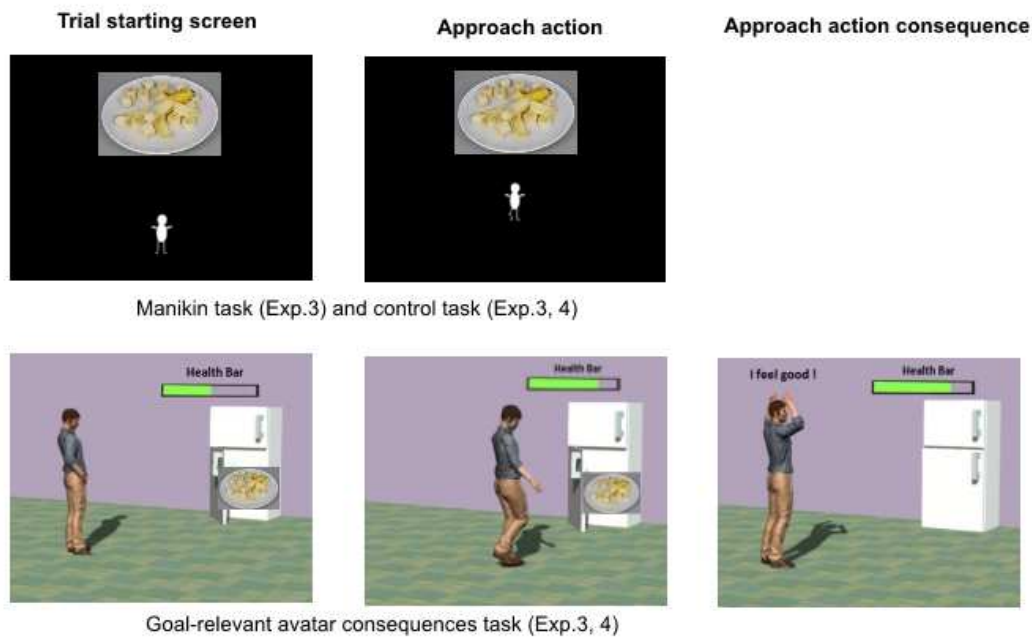 Trial starting screen
Approach action
Approach action consequence
Manikin task (Exp.3) and control task (Exp.3, 4)
Health Bar
Health Bar
I feel good !
Health Bar
Goal-relevant avatar consequences task (Exp.3, 4)